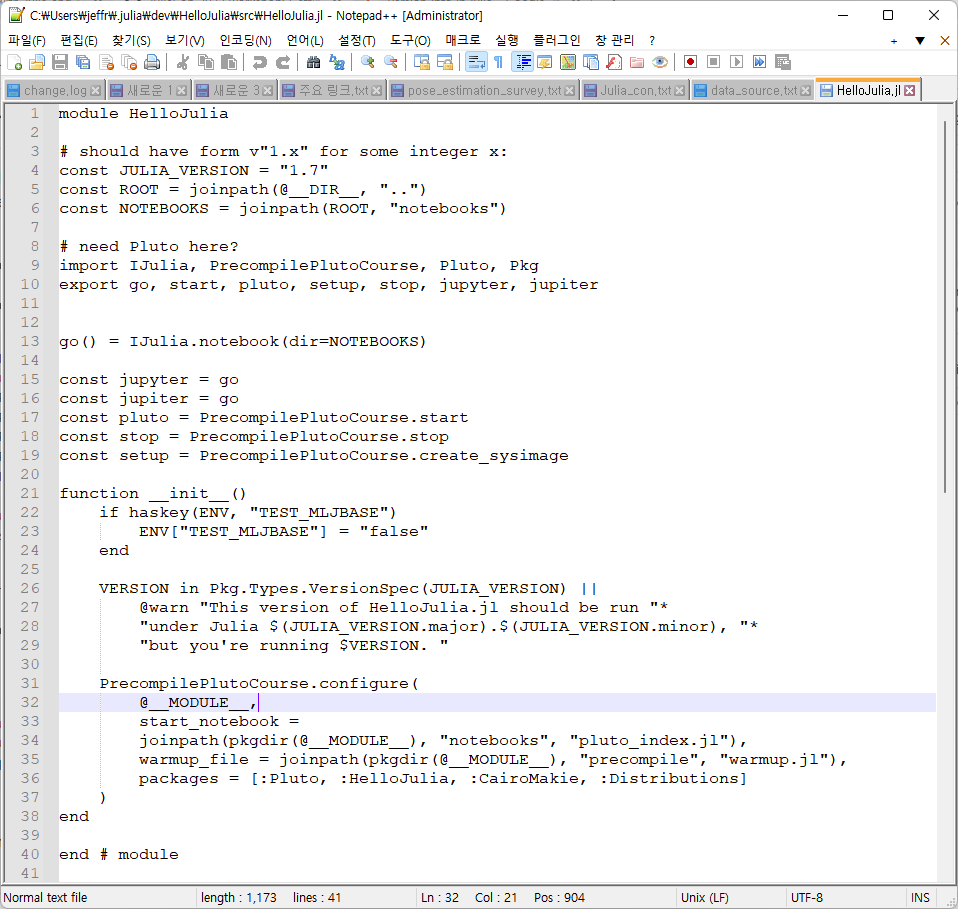 C:₩Users₩jeffr₩.julia₩dev₩HelloJulia₩src₩HelloJulia.jl - Notepad++ [Administrator]
파일(F) 편집(E) 찾기(S) 보기(V) 인코딩(N) 언어(L) 설정(T) 도구(O) 매크로 실행 플러그인 창 관리 ? + ▼ X
change.log 새로운 1 새로운 3 주요 링크.txt pose_estimation_survey.txt Julia_con.txt data_source.txt HelloJulia.jl
1 module HelloJulia
2
3 # should have form v"1.x" for some integer x:
4 const JULIA_VERSION = "1.7"
5 const ROOT = joinpath(@__DIR__, "..")
6 const NOTEBOOKS = joinpath(ROOT, "notebooks")
7
8 # need Pluto here?
9 import IJulia, PrecompilePlutoCourse, Pluto, Pkg
10 export go, start, pluto, setup, stop, jupyter, jupiter
11
12
13 go() = IJulia.notebook(dir=NOTEBOOKS)
14
15 const jupyter = go
16 const jupiter = go
17 const pluto = PrecompilePlutoCourse.start
18 const stop = PrecompilePlutoCourse.stop
19 const setup = PrecompilePlutoCourse.create_sysimage
20
21 function __init__()
22     if haskey(ENV, "TEST_MLJBASE")
23         ENV["TEST_MLJBASE"] = "false"
24     end
25
26     VERSION in Pkg.Types.VersionSpec(JULIA_VERSION) ||
27         @warn "This version of HelloJulia.jl should be run "*
28         "under Julia $(JULIA_VERSION.major).$(JULIA_VERSION.minor), "*
29         "but you're running $VERSION. "
30
31     PrecompilePlutoCourse.configure(
32         @__MODULE__,
33         start_notebook =
34         joinpath(pkgdir(@__MODULE__), "notebooks", "pluto_index.jl"),
35         warmup_file = joinpath(pkgdir(@__MODULE__), "precompile", "warmup.jl"),
36         packages = [:Pluto, :HelloJulia, :CairoMakie, :Distributions]
37     )
38 end
39
40 end # module
41
Normal text file length : 1,173 lines : 41 Ln : 32 Col : 21 Pos : 904 Unix (LF) UTF-8 INS